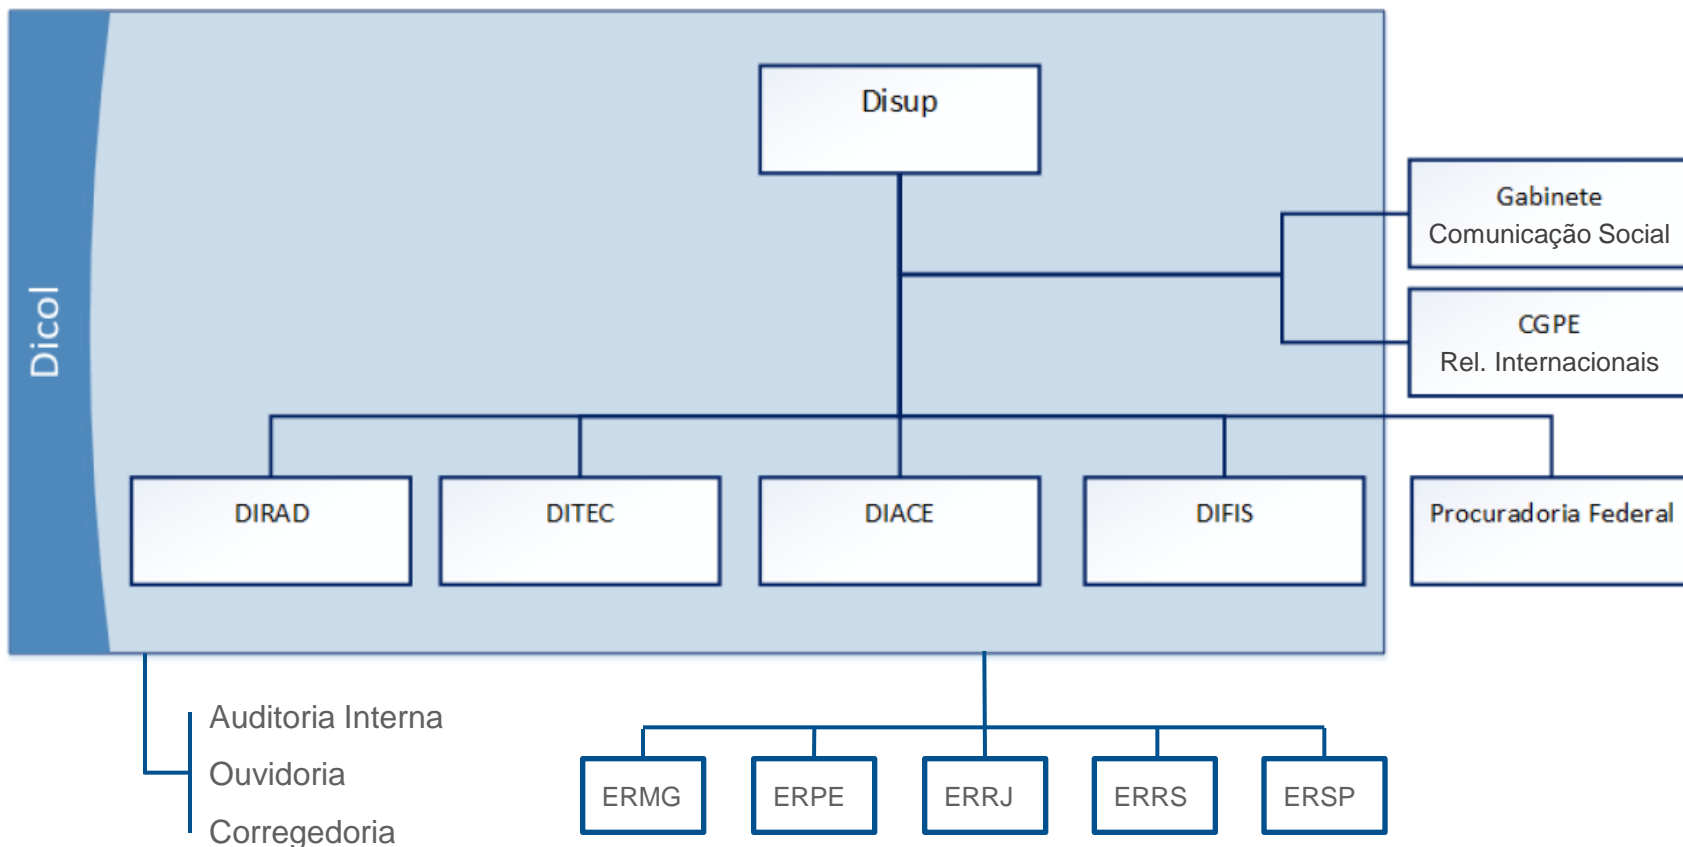 Dicol
Disup
Gabinete
Comunicação Social
CGPE
Rel. Internacionais
DIRAD
DITEC
DIACE
DIFIS
Procuradoria Federal
Auditoria Interna
Ouvidoria
Corregedoria
ERMG
ERPE
ERRJ
ERRS
ERSP